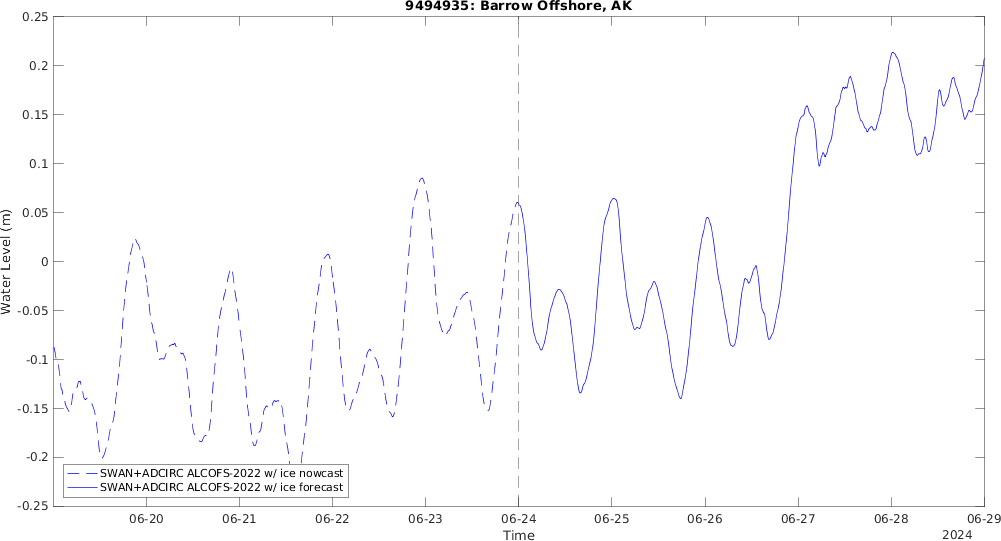 9494935: Barrow Offshore, AK
0.25
0.2
0.15
0.1
0.05
0
-0.05
-0.1
-0.15
-0.2
-0.25
Water Level (m)
SWAN+ADCIRC ALCOFS-2022 w/ ice nowcast
SWAN+ADCIRC ALCOFS-2022 w/ ice forecast
06-20 06-21 06-22 06-23 06-24 06-25 06-26 06-27 06-28 06-29
Time
2024